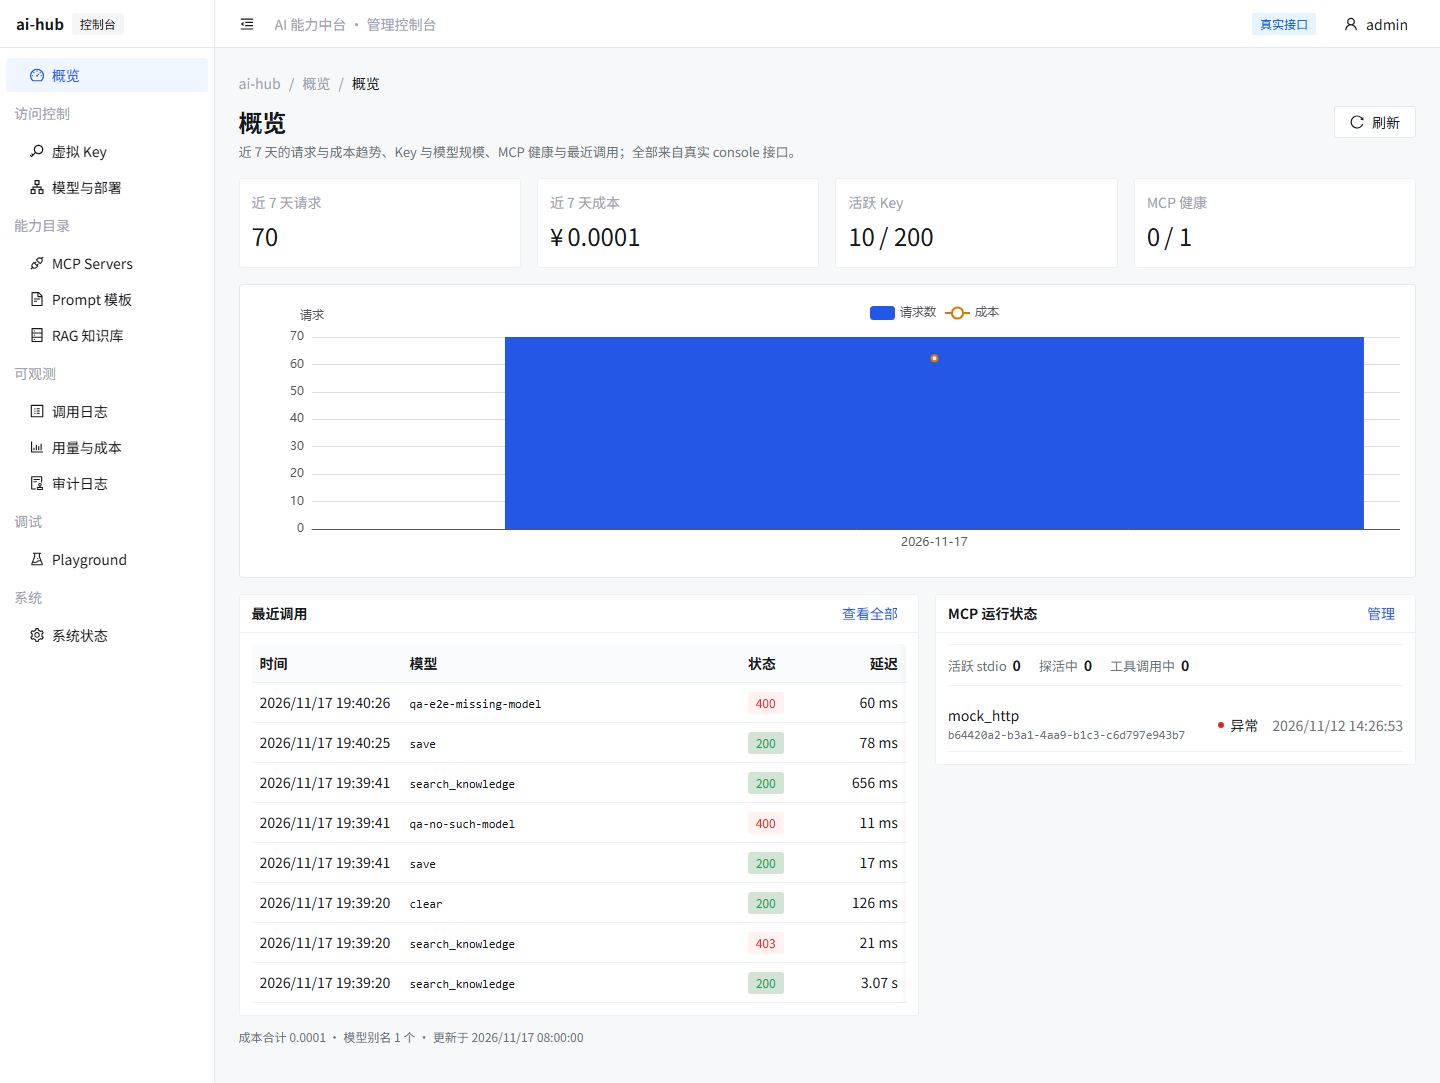 ai-hub 控制台
AI 能力中台 · 管理控制台
真实接口
admin
概览
访问控制
虚拟 Key
模型与部署
能力目录
MCP Servers
Prompt 模板
RAG 知识库
可观测
调用日志
用量与成本
审计日志
调试
Playground
系统
系统状态
ai-hub / 概览 / 概览
概览
刷新
近 7 天的请求与成本趋势、Key 与模型规模、MCP 健康与最近调用；全部来自真实 console 接口。
近 7 天请求
70
近 7 天成本
¥ 0.0001
活跃 Key
10 / 200
MCP 健康
0 / 1
请求
请求数 成本
70
60
50
40
30
20
10
0
2026-11-17
最近调用 查看全部
时间 模型 状态 延迟
2026/11/17 19:40:26 qa-e2e-missing-model 400 60 ms
2026/11/17 19:40:25 save 200 78 ms
2026/11/17 19:39:41 search_knowledge 200 656 ms
2026/11/17 19:39:41 qa-no-such-model 400 11 ms
2026/11/17 19:39:41 save 200 17 ms
2026/11/17 19:39:20 clear 200 126 ms
2026/11/17 19:39:20 search_knowledge 403 21 ms
2026/11/17 19:39:20 search_knowledge 200 3.07 s
MCP 运行状态 管理
活跃 stdio 0 探活中 0 工具调用中 0
mock_http
b64420a2-b3a1-4aa9-b1c3-c6d797e943b7
异常 2026/11/12 14:26:53
成本合计 0.0001 · 模型别名 1 个 · 更新于 2026/11/17 08:00:00